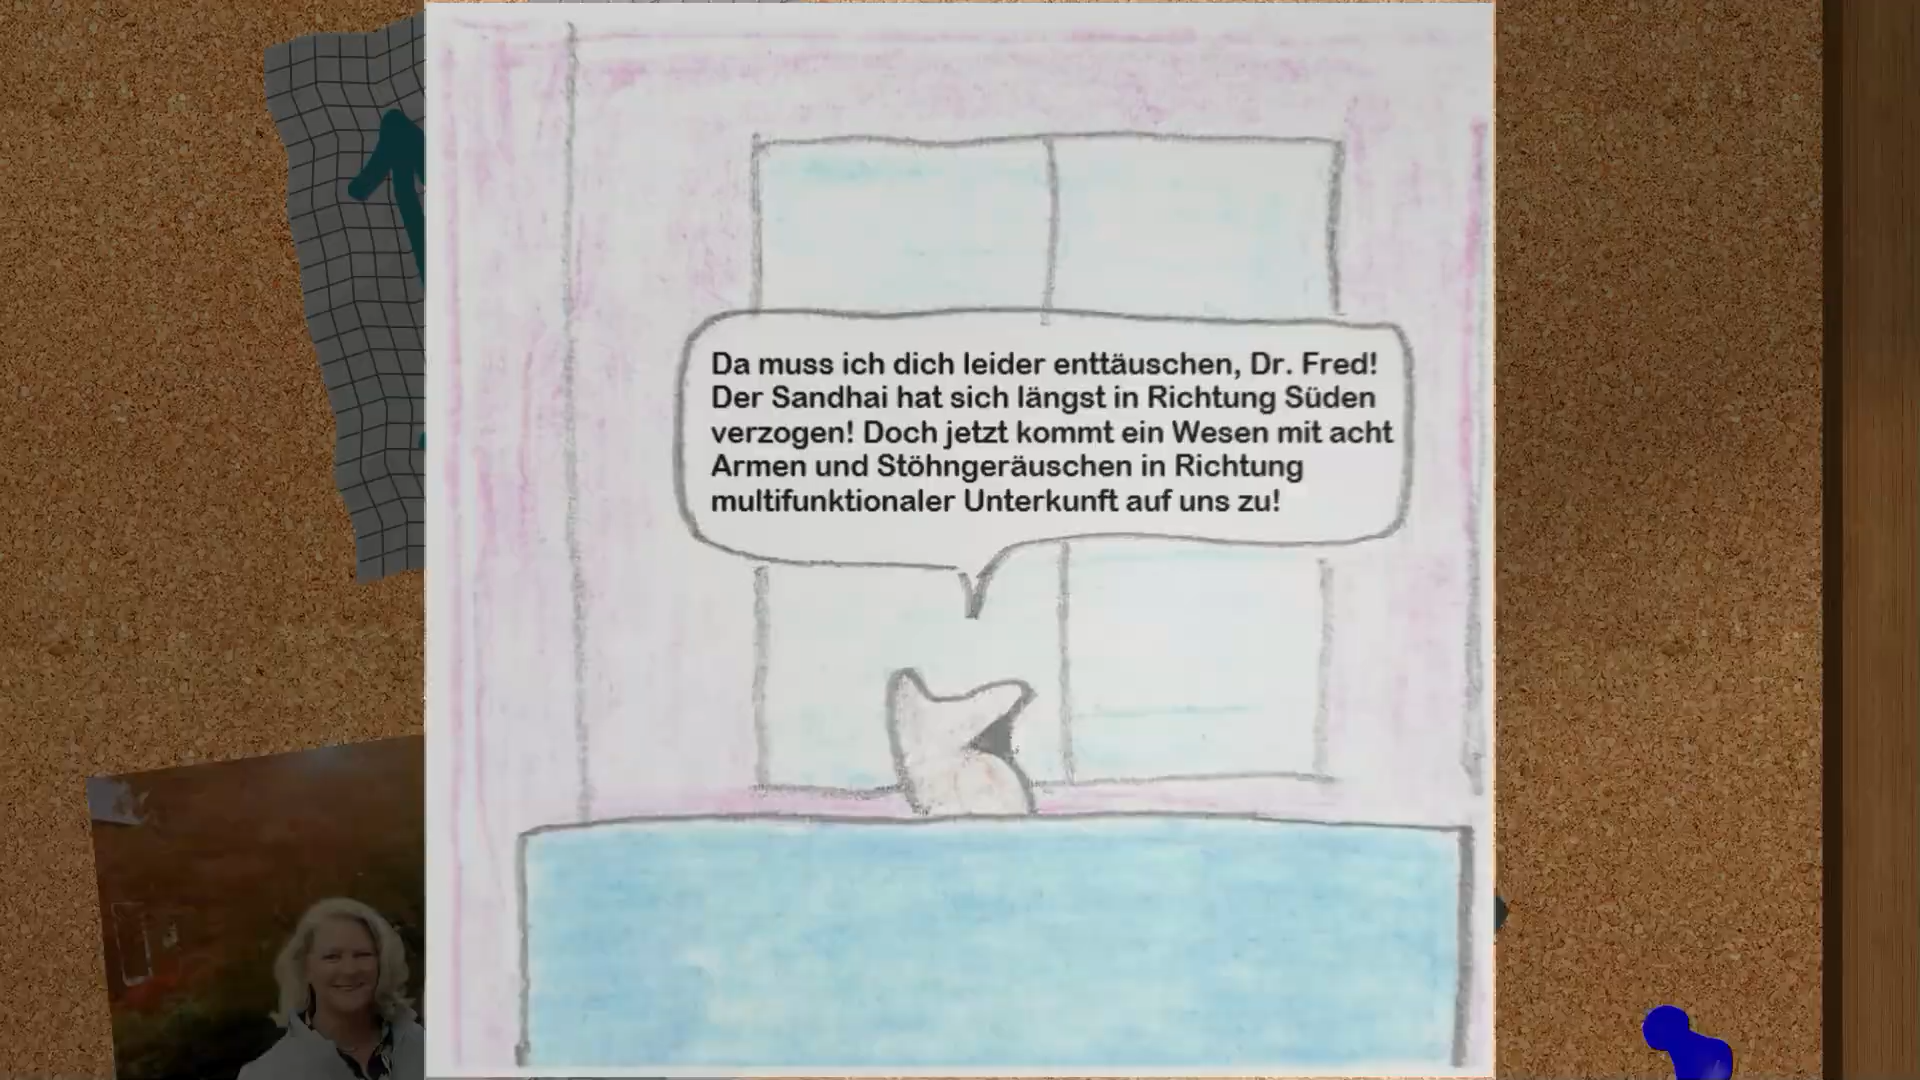 Da muss ich dich leider enttäuschen, Dr. Fred!
Der Sandhai hat sich längst in Richtung Süden
verzogen! Doch jetzt kommt ein Wesen mit acht
Armen und Stöhngeräuschen in Richtung
multifunktionaler Unterkunft auf uns zu!